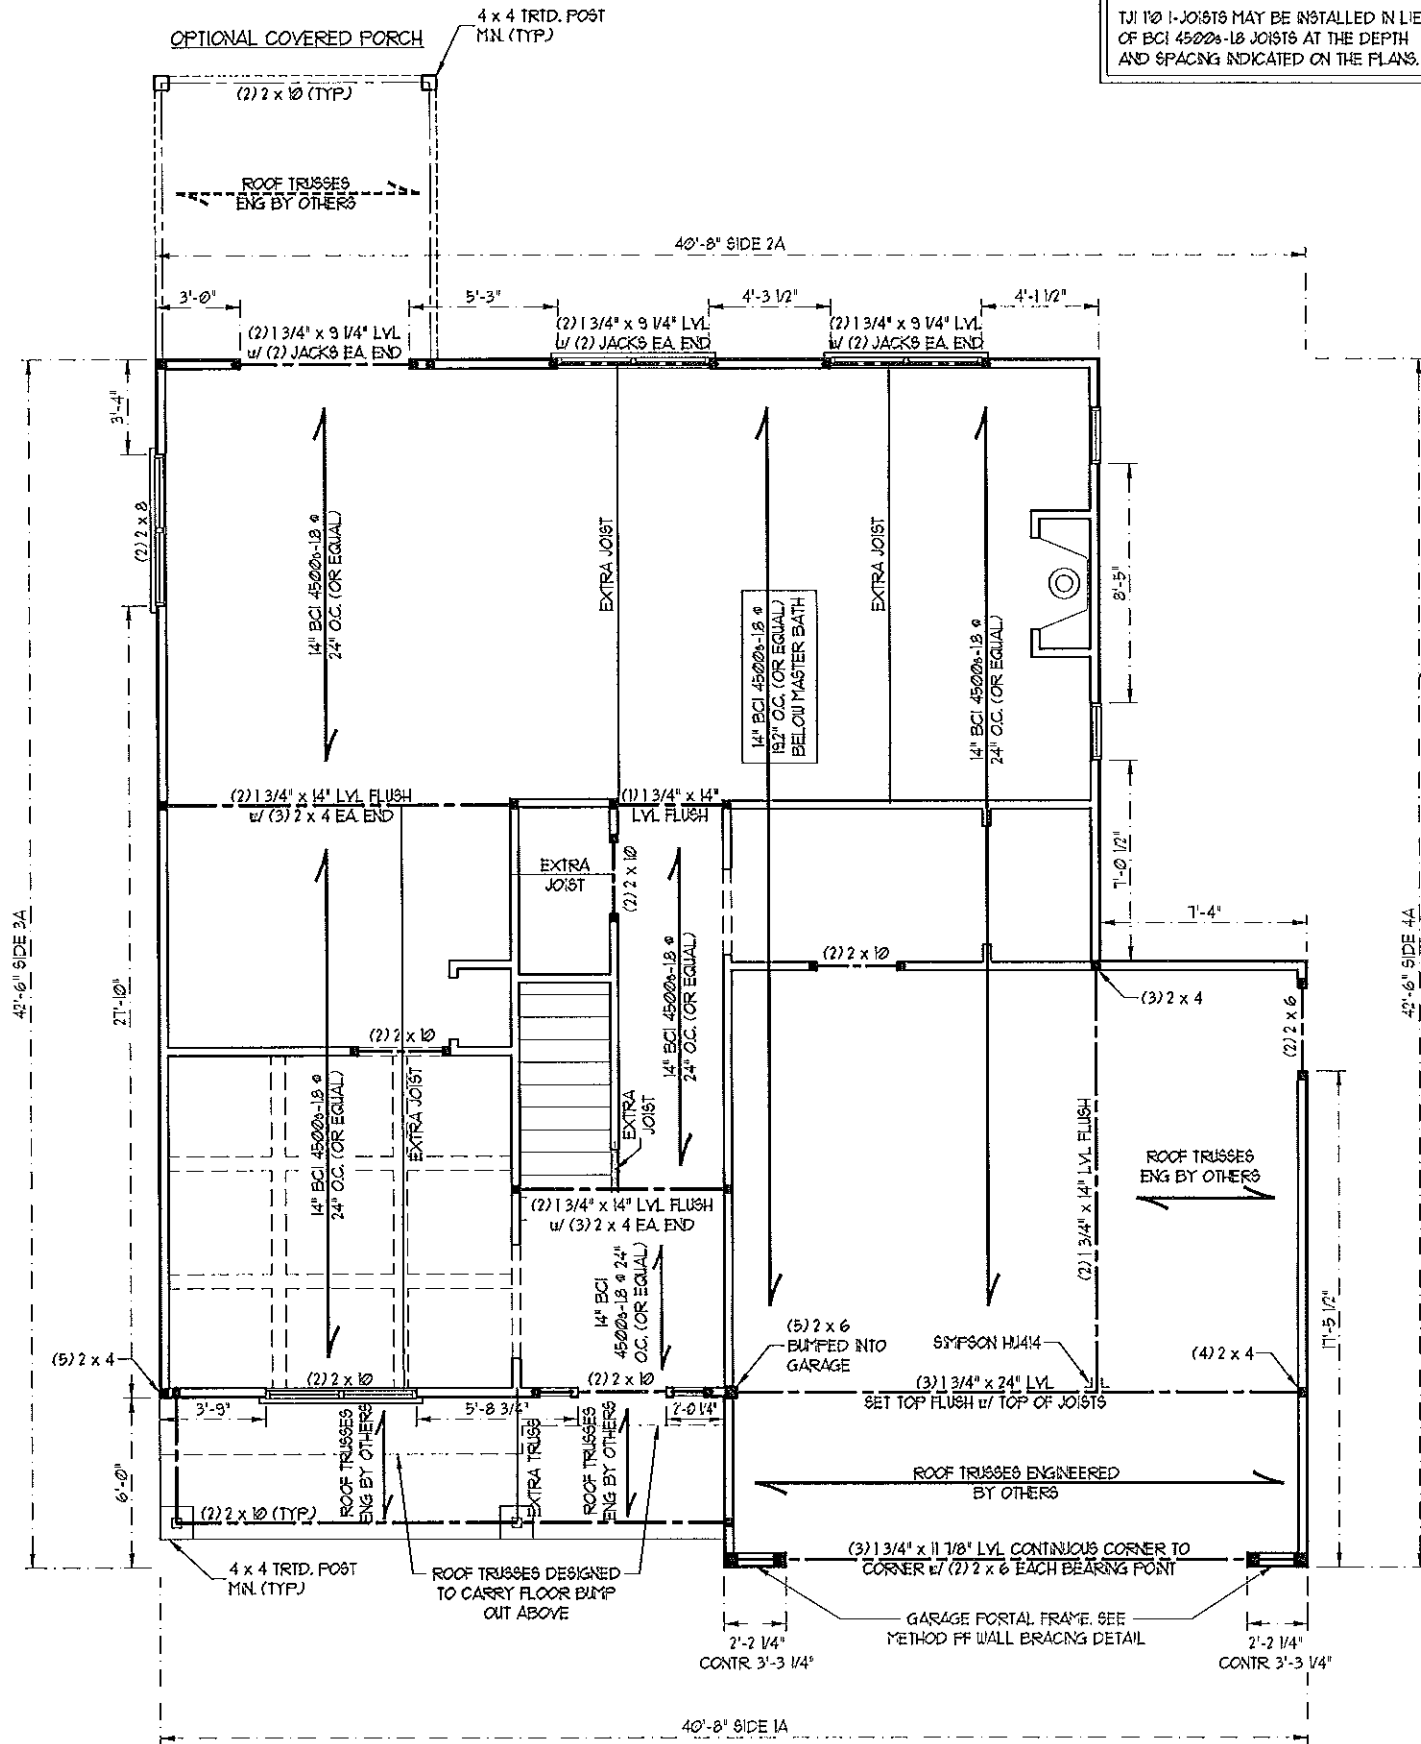 TJI 110 I-JOISTS MAY BE INSTALLED IN LIE
OF BCI 4500s-1.8 JOISTS AT THE DEPTH
AND SPACING INDICATED ON THE PLANS.
4 x 4 TRTD. POST
MIN. (TYP.)
OPTIONAL COVERED PORCH
(2) 2 x 10 (TYP.)
ROOF TRUSSES
ENG BY OTHERS
40'-8" SIDE 2A
3'-0"
5'-3"
4'-3 1/2"
4'-1 1/2"
(2) 1 3/4" x 9 1/4" LVL
w/ (2) JACKS EA. END
(2) 1 3/4" x 9 1/4" LVL
w/ (2) JACKS EA. END
(2) 1 3/4" x 9 1/4" LVL
w/ (2) JACKS EA. END
3'-4"
(2) 2 x 8
14" BCI 4500s-1.8 @
24" O.C. (OR EQUAL)
EXTRA JOIST
14" BCI 4500s-1.8 @
19.2" O.C. (OR EQUAL)
BELOW MASTER BATH
EXTRA JOIST
14" BCI 4500s-1.8 @
24" O.C. (OR EQUAL)
8'-5"
(2) 1 3/4" x 14" LVL FLUSH
w/ (3) 2 x 4 EA. END
(1) 1 3/4" x 14"
LVL FLUSH
EXTRA
JOIST
(2) 2 x 10
7'-0 1/2"
7'-4"
42'-6" SIDE 3A
42'-6" SIDE 4A
27'-10"
(2) 2 x 10
(3) 2 x 4
(2) 2 x 6
14" BCI 4500s-1.8 @
24" O.C. (OR EQUAL)
(2) 2 x 10
14" BCI 4500s-1.8 @
24" O.C. (OR EQUAL)
EXTRA JOIST
EXTRA
JOIST
(2) 1 3/4" x 14" LVL FLUSH
ROOF TRUSSES
ENG BY OTHERS
(2) 1 3/4" x 14" LVL FLUSH
w/ (3) 2 x 4 EA. END
14" BCI
4500s-1.8 @ 24"
O.C. (OR EQUAL)
17'-5 1/2"
(5) 2 x 4
(5) 2 x 6
BUMPED INTO
GARAGE
SIMPSON HU414
(4) 2 x 4
(2) 2 x 10
(2) 2 x 10
(3) 1 3/4" x 24" LVL
SET TOP FLUSH w/ TOP OF JOISTS
3'-9"
5'-8 3/4"
2'-0 1/4"
6'-0"
ROOF TRUSSES
ENG BY OTHERS
EXTRA TRUSS
ROOF TRUSSES
ENG BY OTHERS
ROOF TRUSSES ENGINEERED
BY OTHERS
(2) 2 x 10 (TYP.)
(3) 1 3/4" x 11 7/8" LVL CONTINUOUS CORNER TO
CORNER w/ (2) 2 x 6 EACH BEARING POINT
4 x 4 TRTD. POST
MIN. (TYP.)
ROOF TRUSSES DESIGNED
TO CARRY FLOOR BUMP
OUT ABOVE
GARAGE PORTAL FRAME. SEE
METHOD PF WALL BRACING DETAIL
2'-2 1/4"
CONTR. 3'-3 1/4"
2'-2 1/4"
CONTR. 3'-3 1/4"
40'-8" SIDE 1A